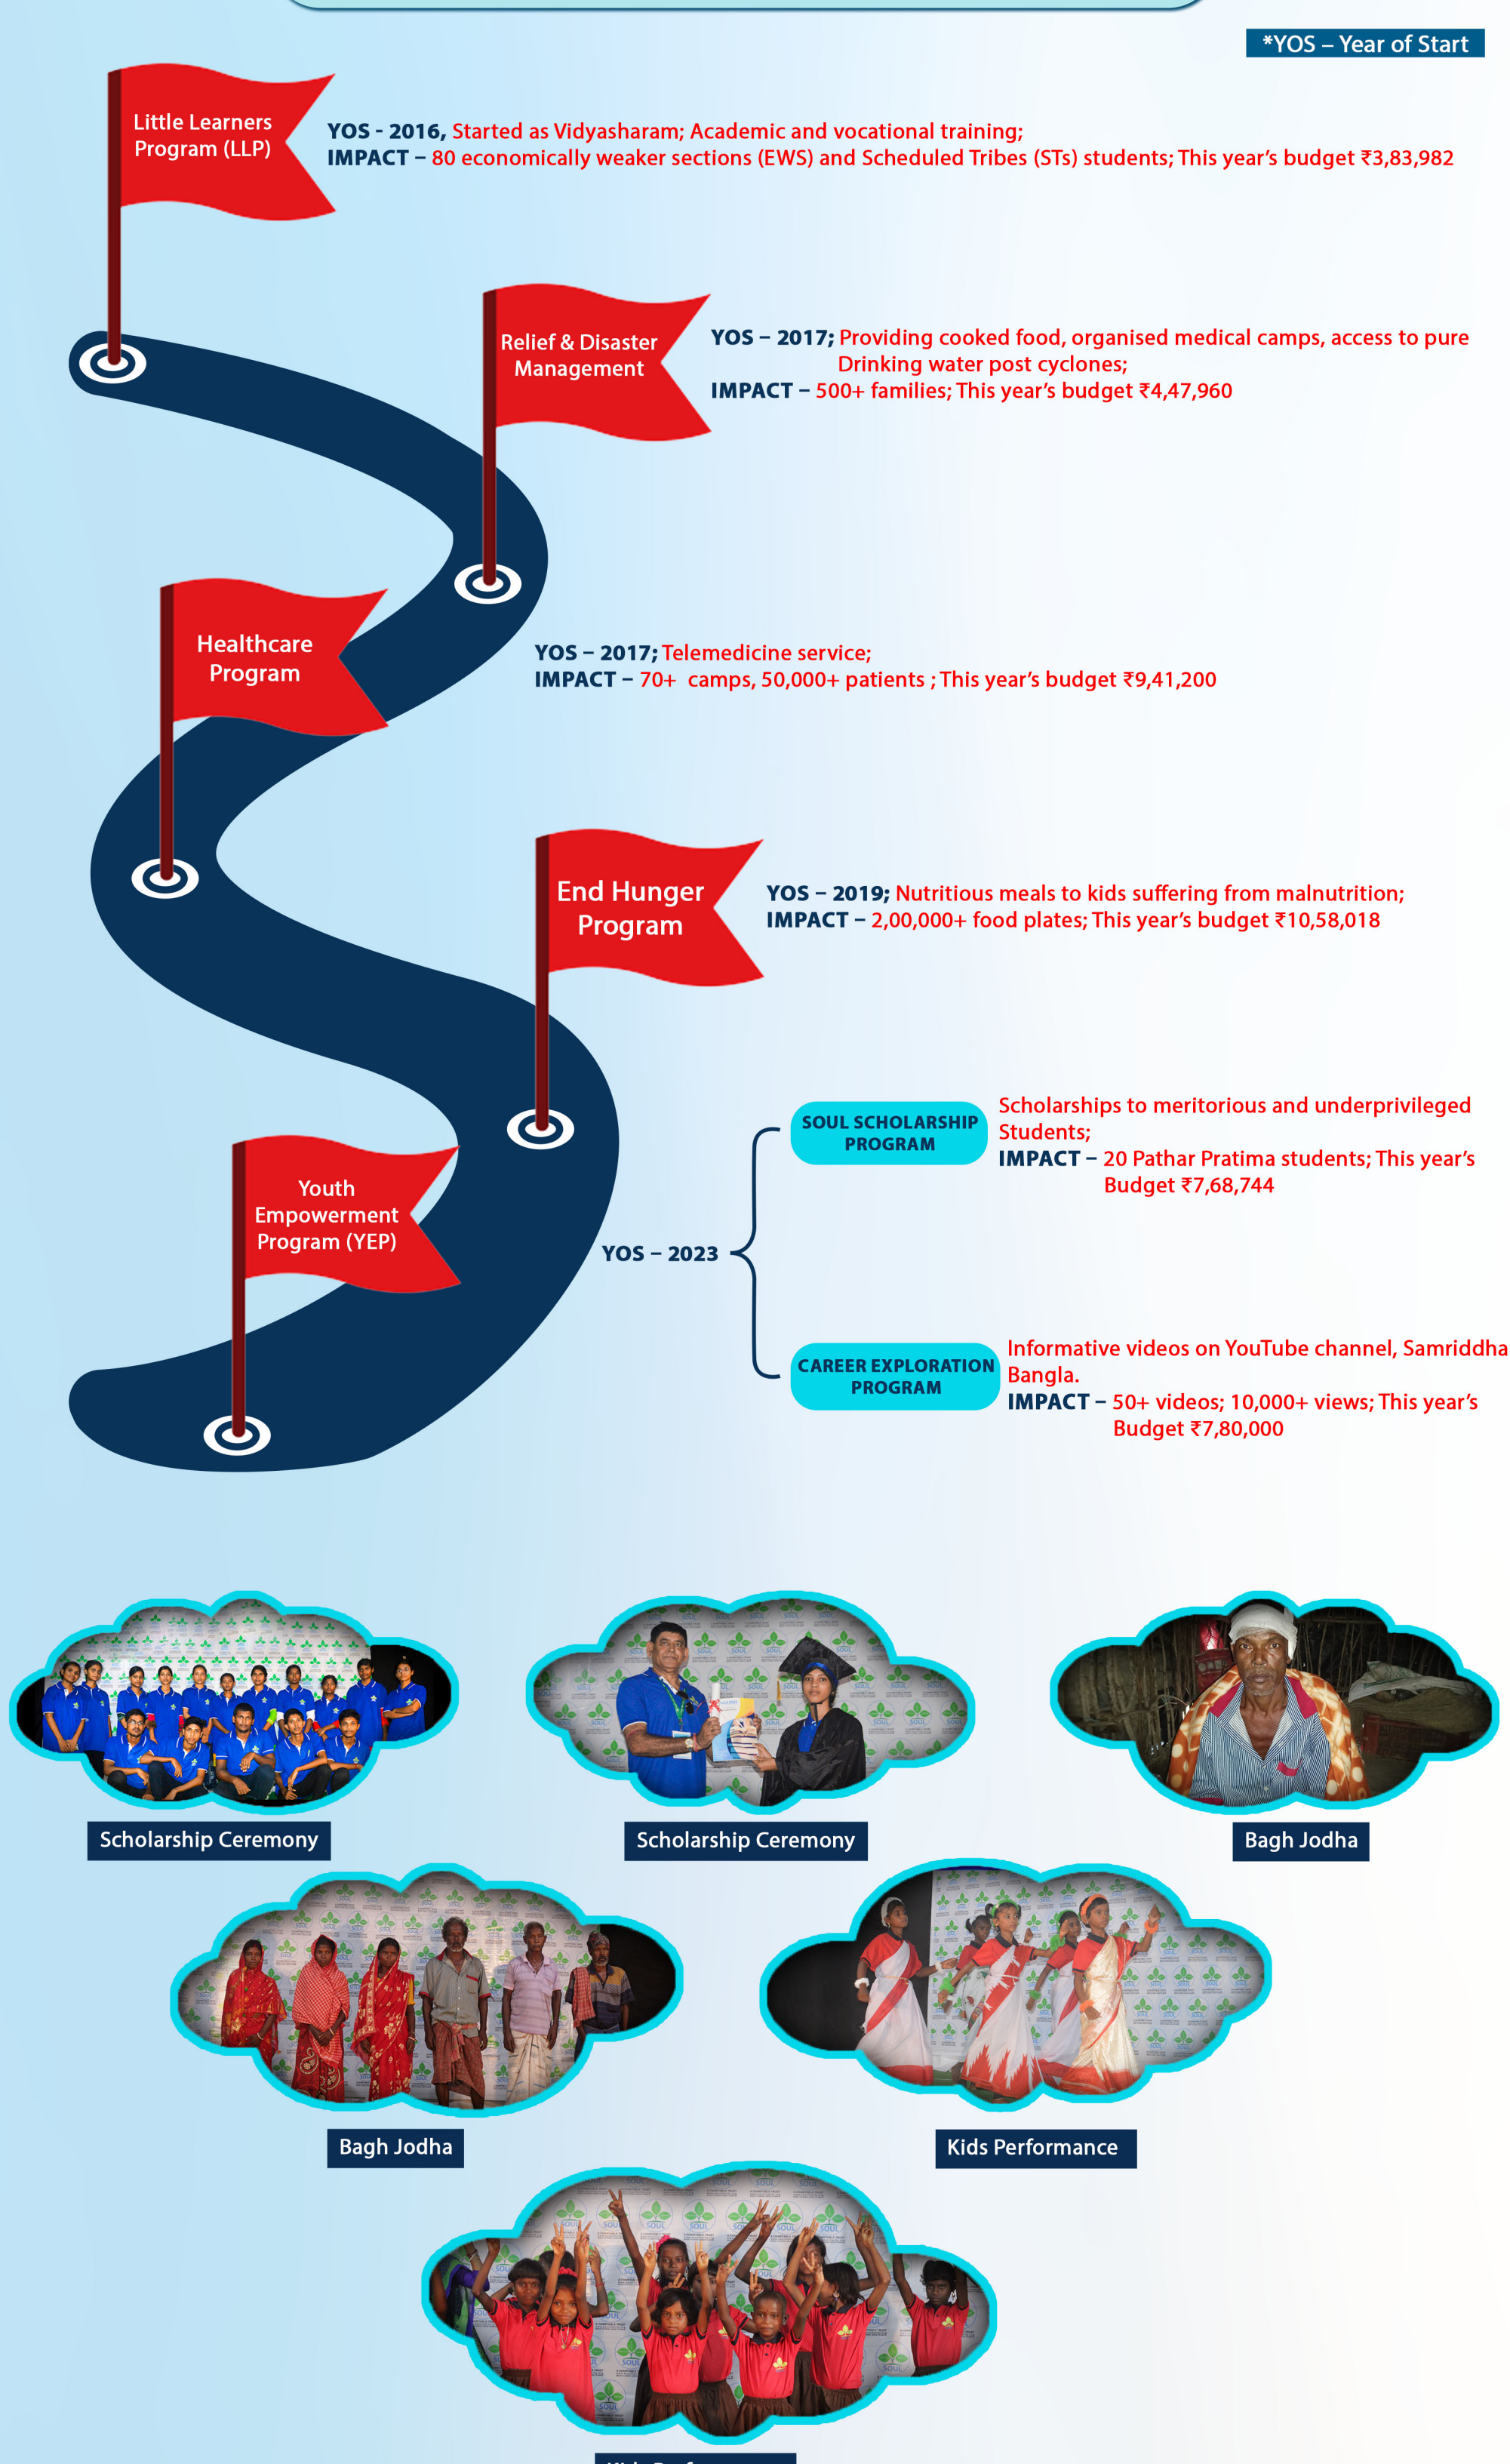 *YOS – Year of Start
Little Learners
Program (LLP)
YOS - 2016, Started as Vidyasharam; Academic and vocational training;
IMPACT – 80 economically weaker sections (EWS) and Scheduled Tribes (STs) students; This year's budget ₹3,83,982
Relief & Disaster
Management
YOS – 2017; Providing cooked food, organised medical camps, access to pure
Drinking water post cyclones;
IMPACT – 500+ families; This year's budget ₹4,47,960
Healthcare
Program
YOS – 2017; Telemedicine service;
IMPACT – 70+ camps, 50,000+ patients ; This year's budget ₹9,41,200
End Hunger
Program
YOS – 2019; Nutritious meals to kids suffering from malnutrition;
IMPACT – 2,00,000+ food plates; This year's budget ₹10,58,018
Youth
Empowerment
Program (YEP)
YOS – 2023
SOUL SCHOLARSHIP
PROGRAM
Scholarships to meritorious and underprivileged
Students;
IMPACT – 20 Pathar Pratima students; This year's
Budget ₹7,68,744
CAREER EXPLORATION
PROGRAM
Informative videos on YouTube channel, Samriddha
Bangla.
IMPACT – 50+ videos; 10,000+ views; This year's
Budget ₹7,80,000
Scholarship Ceremony
Scholarship Ceremony
Bagh Jodha
Bagh Jodha
Kids Performance
SOUL